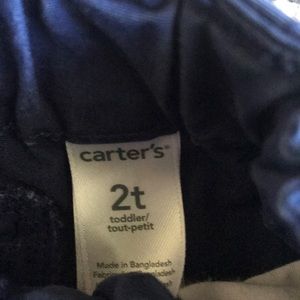 carter's
2t
toddler/
tout-petit
Made in Bangladesh